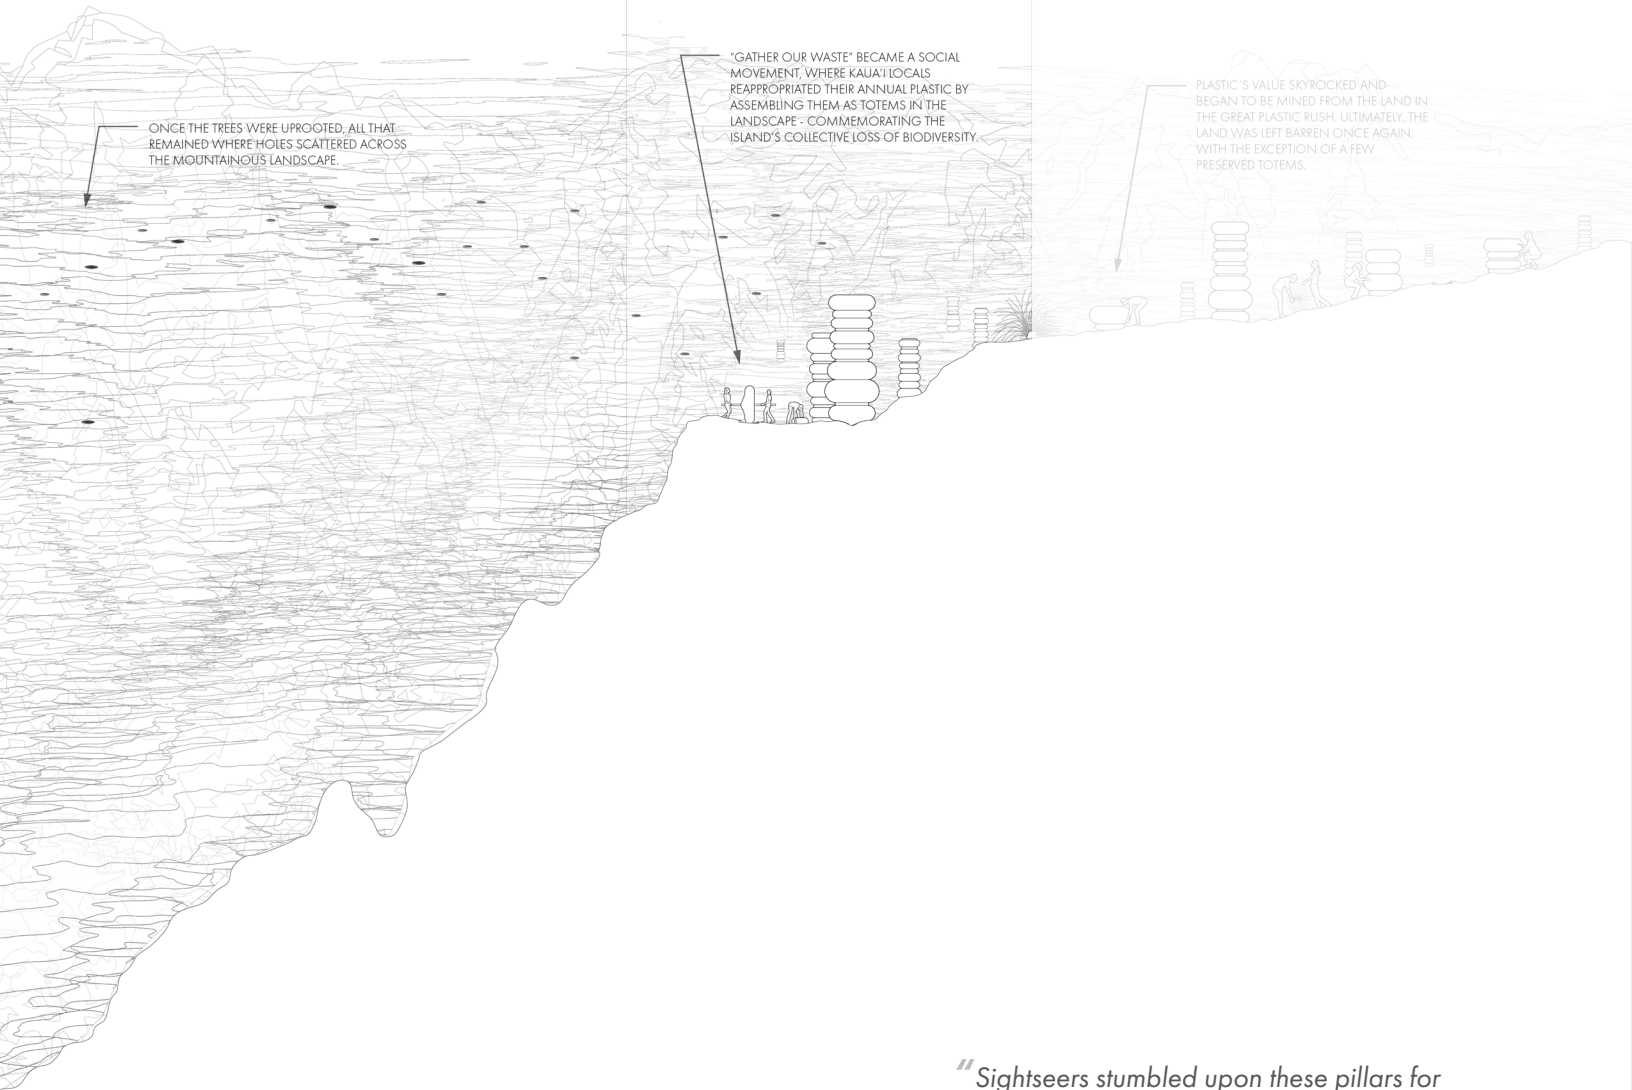 ONCE THE TREES WERE UPROOTED, ALL THAT
REMAINED WHERE HOLES SCATTERED ACROSS
THE MOUNTAINOUS LANDSCAPE.
"GATHER OUR WASTE" BECAME A SOCIAL
MOVEMENT, WHERE KAUA'I LOCALS
REAPPROPRIATED THEIR ANNUAL PLASTIC BY
ASSEMBLING THEM AS TOTEMS IN THE
LANDSCAPE - COMMEMORATING THE
ISLAND'S COLLECTIVE LOSS OF BIODIVERSITY.
PLASTIC'S VALUE SKYROCKED AND
BEGAN TO BE MINED FROM THE LAND IN
THE GREAT PLASTIC RUSH. ULTIMATELY, THE
LAND WAS LEFT BARREN ONCE AGAIN,
WITH THE EXCEPTION OF A FEW
PRESERVED TOTEMS.
"Sightseers stumbled upon these pillars for